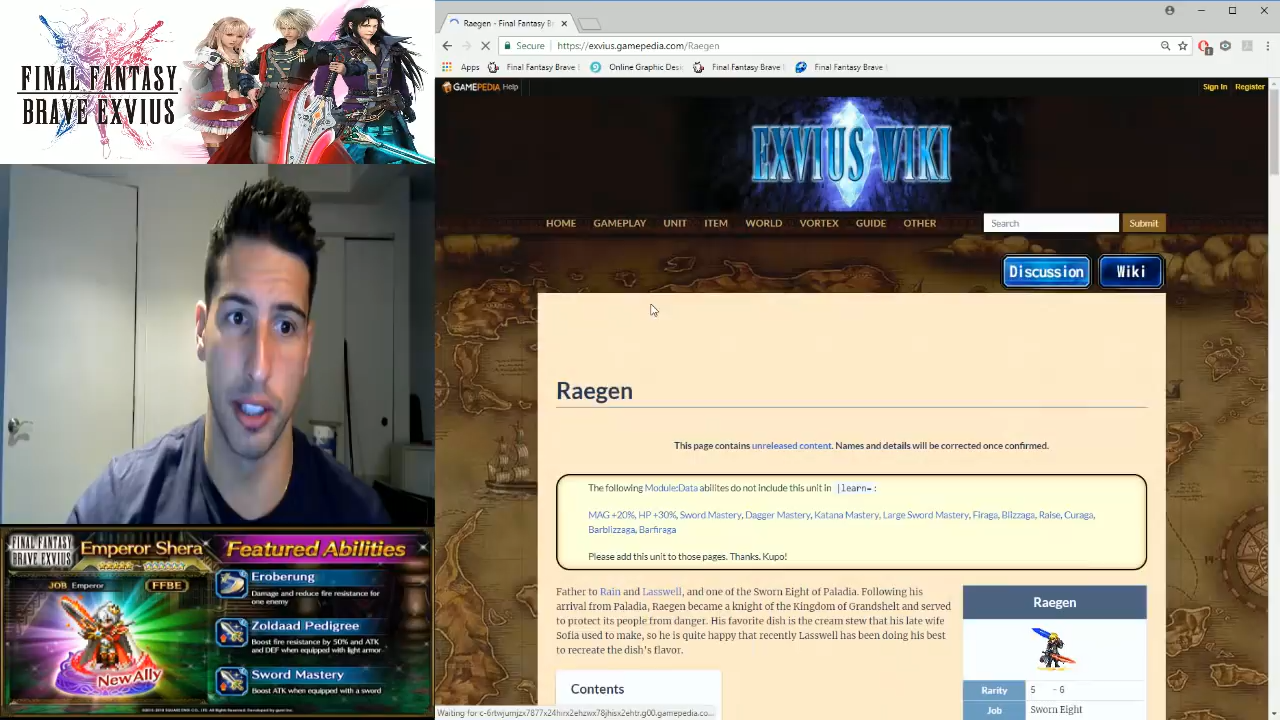 FINAL FANTASY
BRAVE EXVIUS
FINAL FANTASY
BRAVE EXVIUS
Emperor Shera
JOB Emperor
FFBE
New Ally
Featured Abilities
Eroberung
Damage and reduce fire resistance for
one enemy
Zoldaad Pedigree
Boost fire resistance by 50% and ATK
and DEF when equipped with light armor
Sword Mastery
Boost ATK when equipped with a sword
Raegen - Final Fantasy Br
Secure
https://exvius.gamepedia.com/Raegen
Apps
Final Fantasy Brave
Online Graphic Desi
Final Fantasy Brave
Final Fantasy Brave
GAMEPEDIA Help
Sign In Register
EXVIUS WIKI
HOME GAMEPLAY UNIT ITEM WORLD VORTEX GUIDE OTHER
Search Submit
Discussion Wiki
Raegen
This page contains unreleased content. Names and details will be corrected once confirmed.
The following Module:Data abilites do not include this unit in |learn= :
MAG +20%, HP +30%, Sword Mastery, Dagger Mastery, Katana Mastery, Large Sword Mastery, Firaga, Blizzaga, Raise, Curaga,
Barblizzaga, Barfiraga
Please add this unit to those pages. Thanks. Kupo!
Father to Rain and Lasswell, and one of the Sworn Eight of Paladia. Following his
arrival from Paladia, Raegen became a knight of the Kingdom of Grandshelt and served
to protect its people from danger. His favorite dish is the cream stew that his late wife
Sofia used to make, so he is quite happy that recently Lasswell has been doing his best
to recreate the dish's flavor.
Contents
Raegen
Rarity 5 - 6
Job Sworn Eight